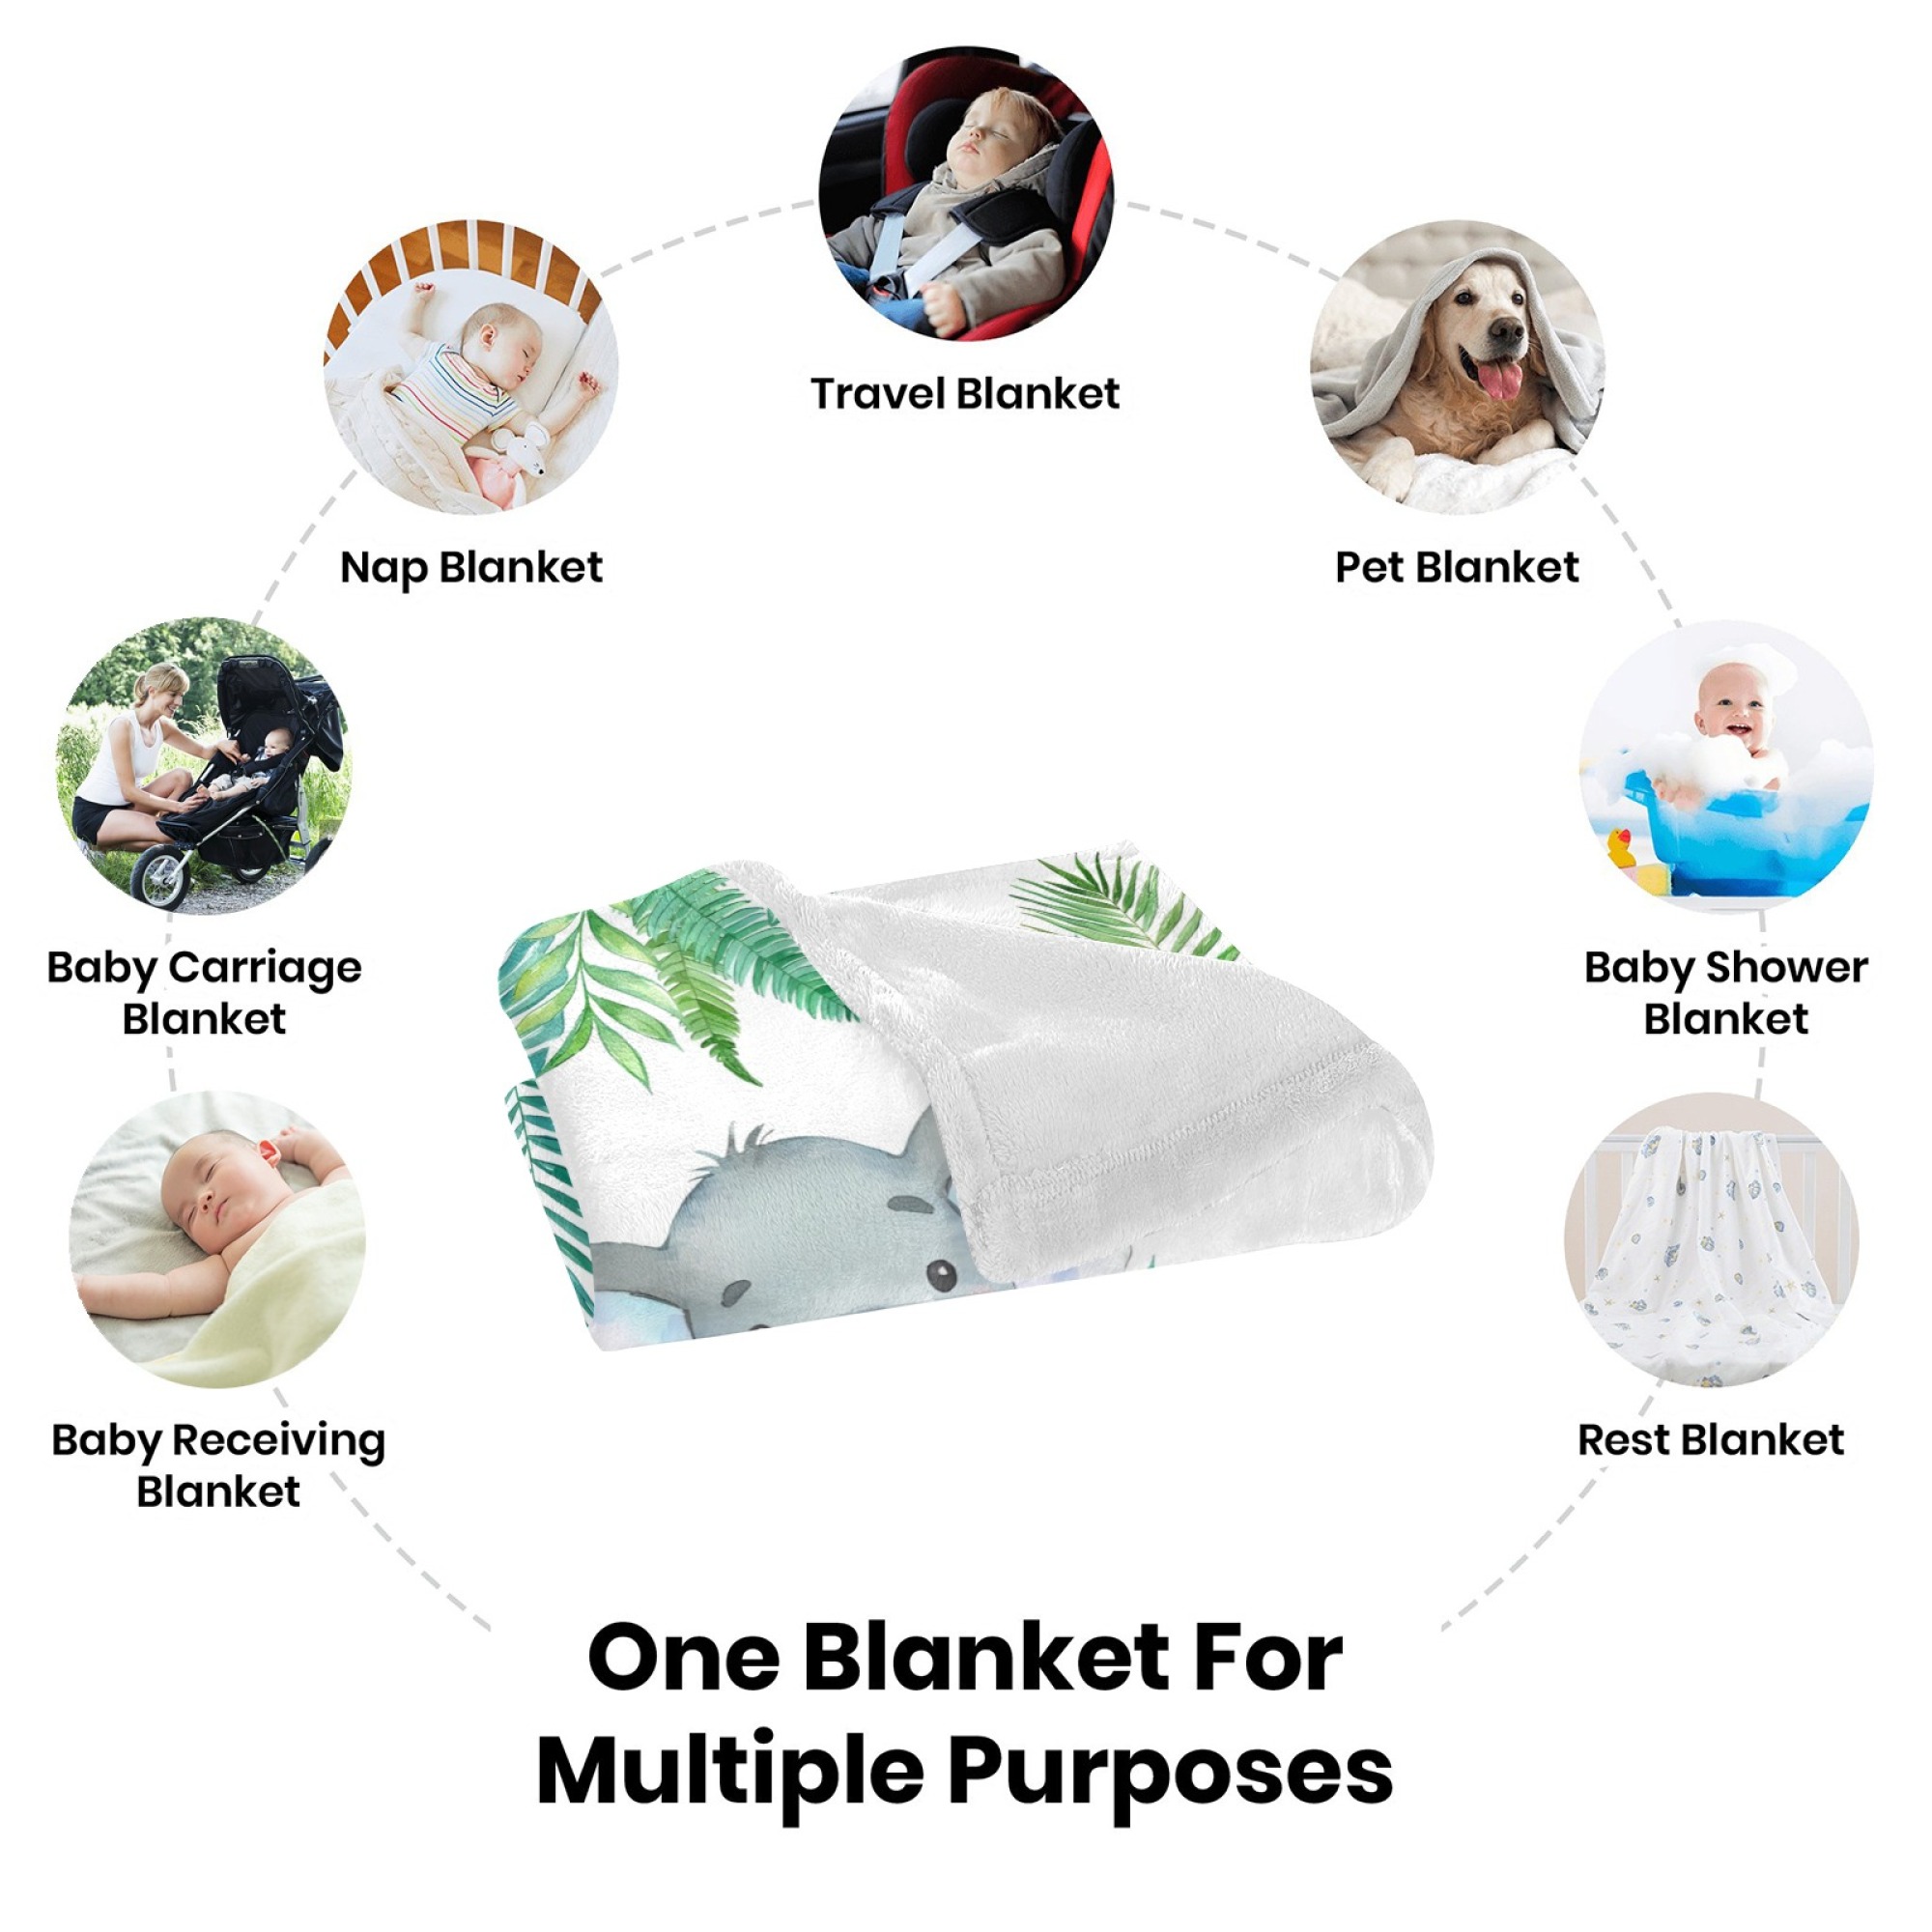 Travel Blanket
Nap Blanket
Pet Blanket
Baby Carriage
Blanket
Baby Shower
Blanket
Baby Receiving
Blanket
Rest Blanket
One Blanket For
Multiple Purposes